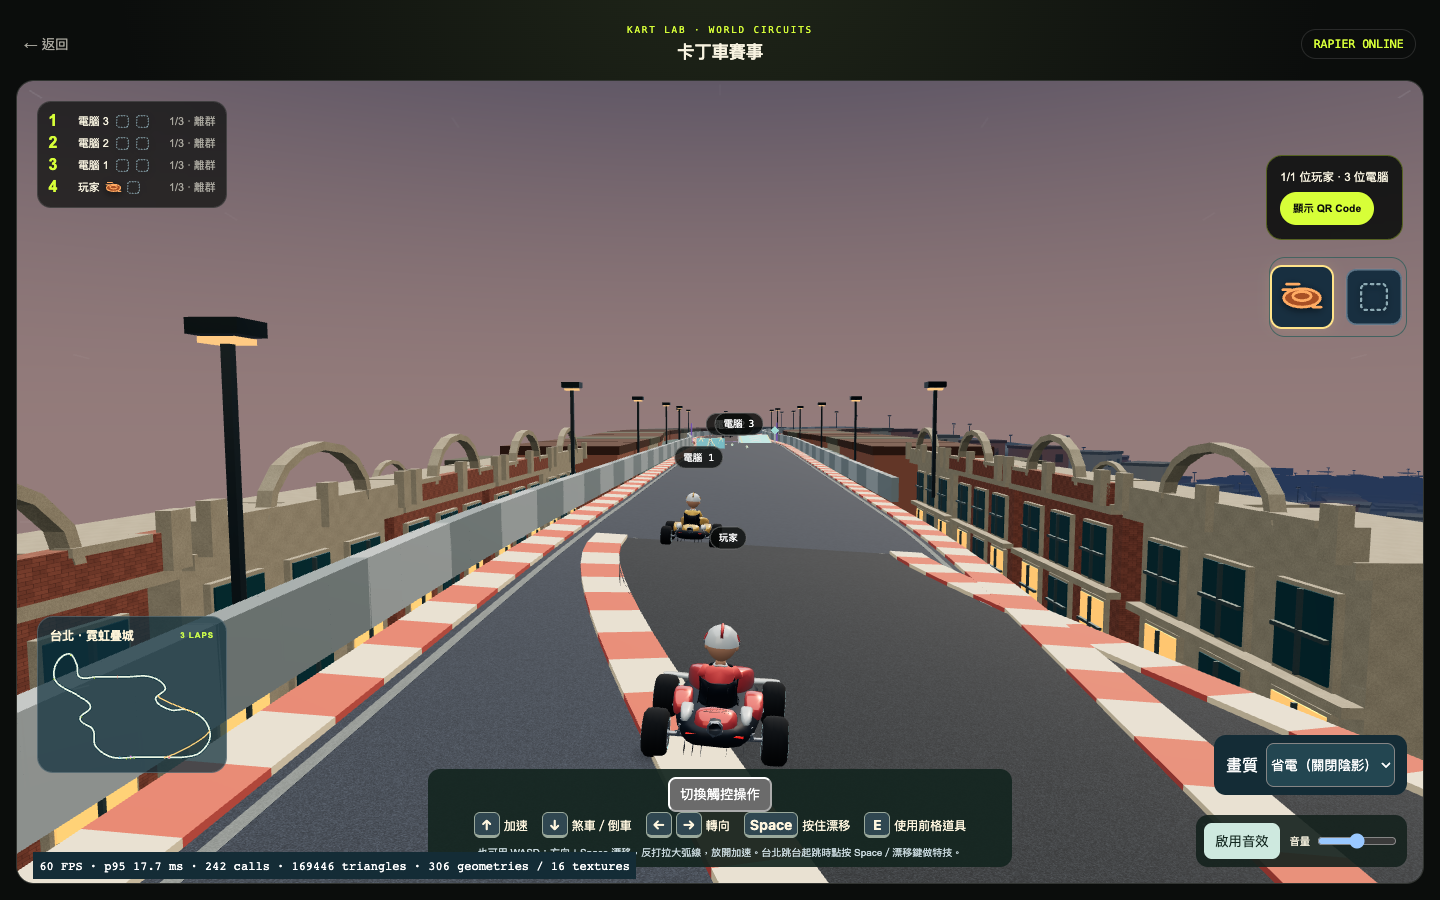 ← 返回
KART LAB · WORLD CIRCUITS
卡丁車賽事
RAPIER ONLINE
1 電腦 3 1/3 · 離群
2 電腦 2 1/3 · 離群
3 電腦 1 1/3 · 離群
4 玩家 1/3 · 離群
1/1 位玩家 · 3 位電腦
顯示 QR Code
電腦 3
電腦 1
玩家
台北 · 霓虹疊城 3 LAPS
畫質 省電（關閉陰影）
切換觸控操作
↑ 加速 ↓ 煞車 / 倒車 ← → 轉向 Space 按住漂移 E 使用前格道具
反打拉大弧線，放開加速。台北跳台起跳時點按 Space / 漂移鍵做特技。
啟用音效 音量
60 FPS · p95 17.7 ms · 242 calls · 169446 triangles · 306 geometries / 16 textures